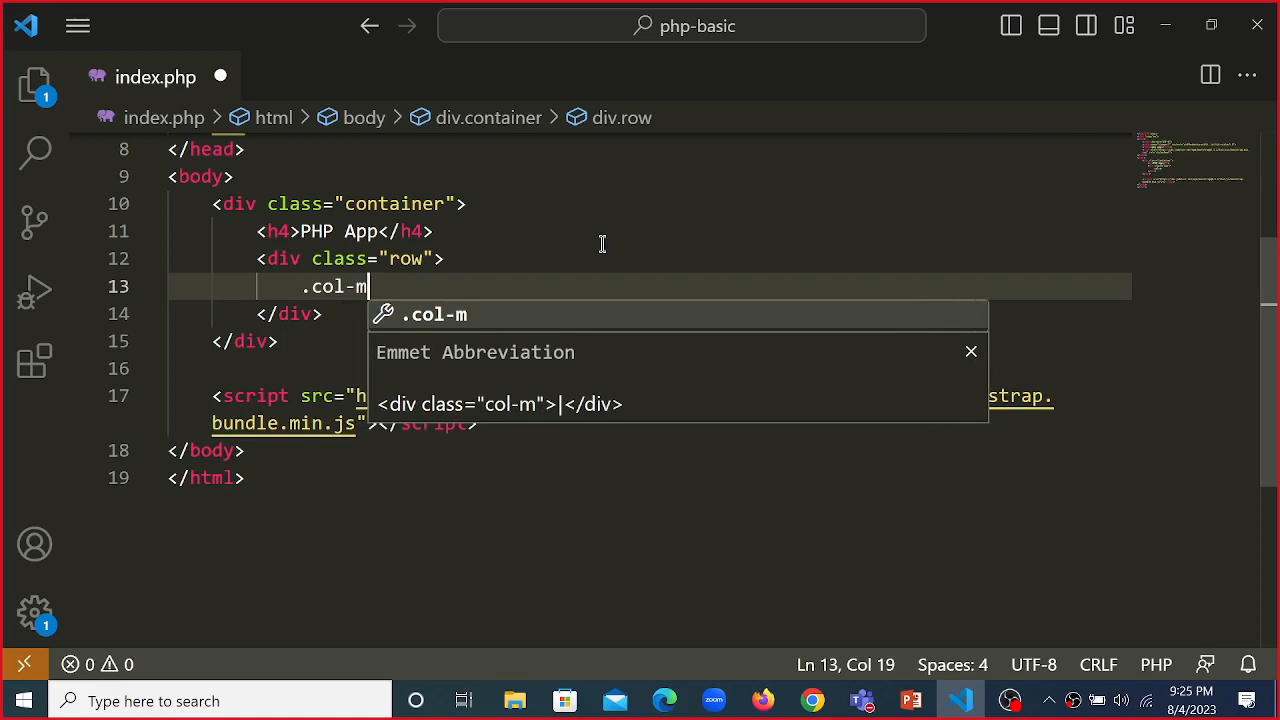 php-basic
index.php
index.php > html > body > div.container > div.row
8 </head>
9 <body>
10 <div class="container">
11 <h4>PHP App</h4>
12 <div class="row">
13 .col-m
.col-m
14 </div>
15 </div>
Emmet Abbreviation
16
<div class="col-m">|</div>
17 <script src="h strap.
bundle.min.js"></script>
18 </body>
19 </html>
1
1
0 0
Ln 13, Col 19 Spaces: 4 UTF-8 CRLF PHP
Type here to search
zoom
9:25 PM
8/4/2023